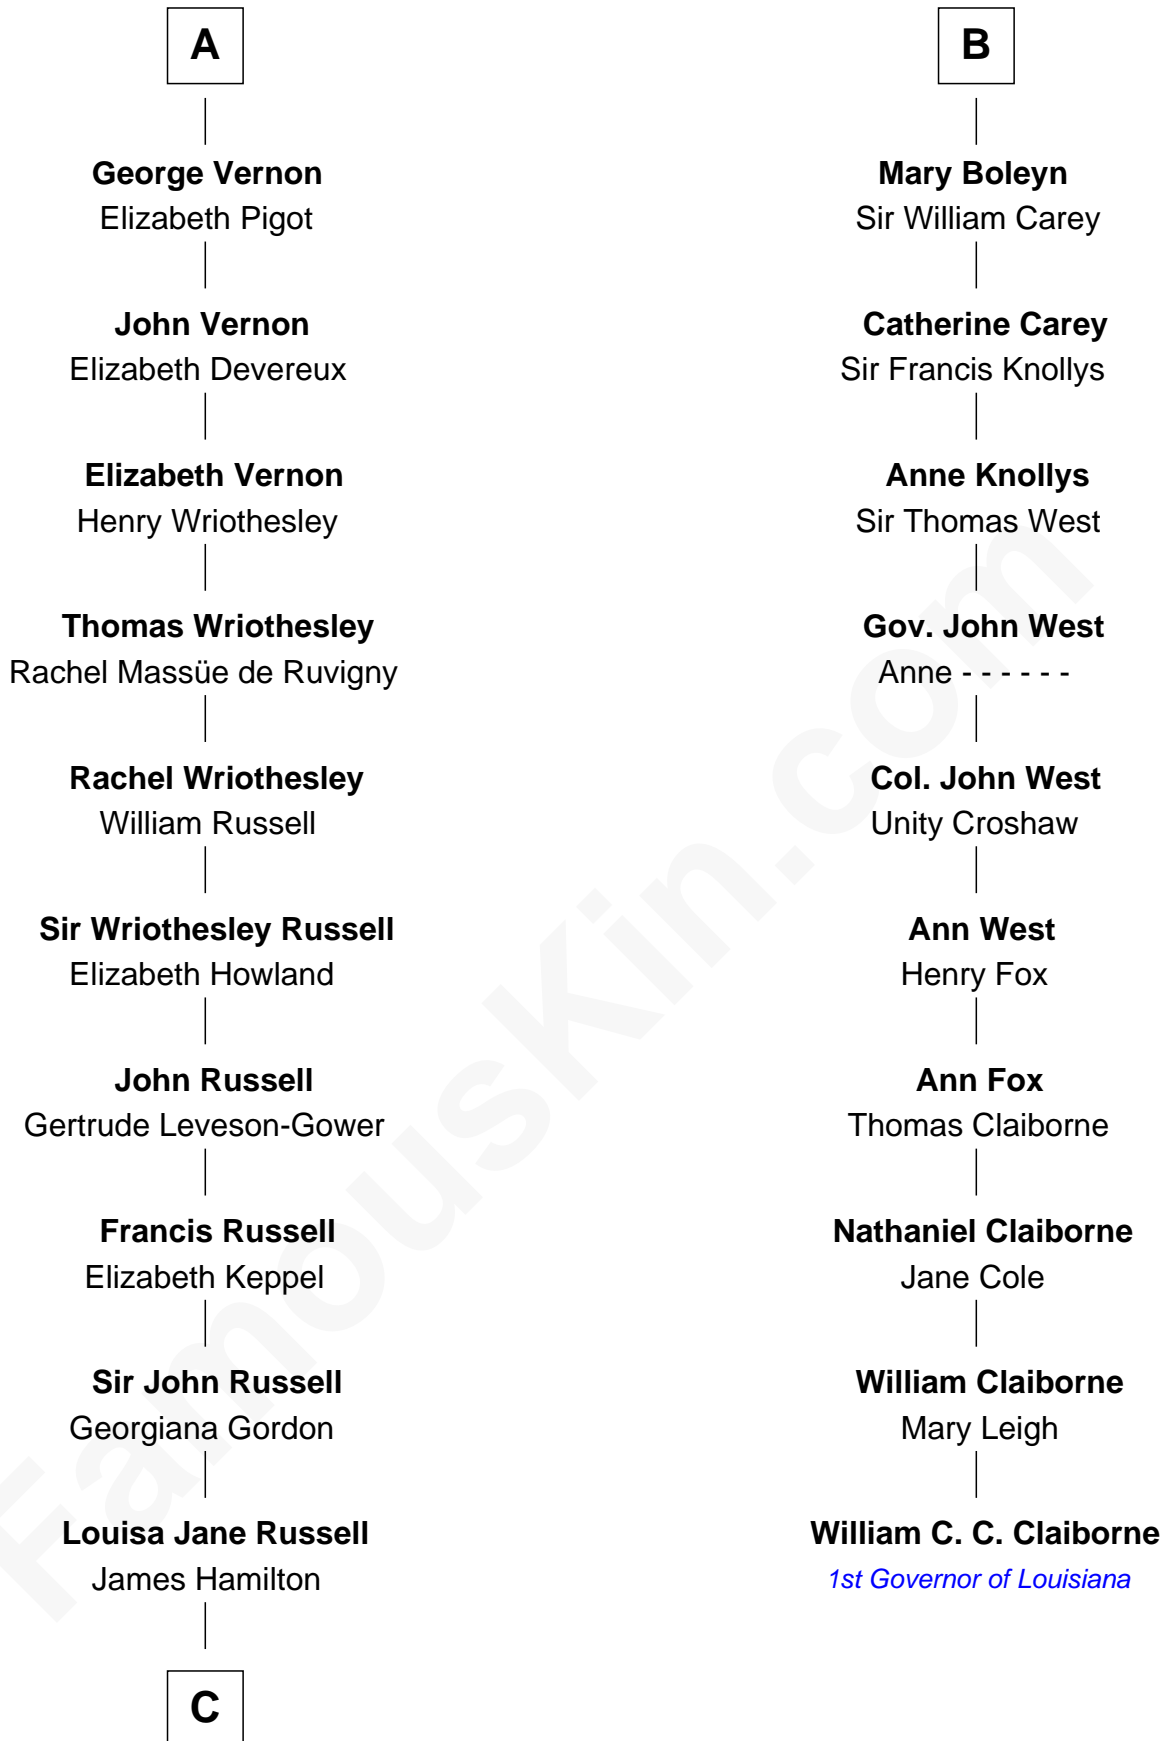 A
George Vernon
Elizabeth Pigot
John Vernon
Elizabeth Devereux
Elizabeth Vernon
Henry Wriothesley
Thomas Wriothesley
Rachel Massüe de Ruvigny
Rachel Wriothesley
William Russell
Sir Wriothesley Russell
Elizabeth Howland
John Russell
Gertrude Leveson-Gower
Francis Russell
Elizabeth Keppel
Sir John Russell
Georgiana Gordon
Louisa Jane Russell
James Hamilton
C
B
Mary Boleyn
Sir William Carey
Catherine Carey
Sir Francis Knollys
Anne Knollys
Sir Thomas West
Gov. John West
Anne - - - - - -
Col. John West
Unity Croshaw
Ann West
Henry Fox
Ann Fox
Thomas Claiborne
Nathaniel Claiborne
Jane Cole
William Claiborne
Mary Leigh
William C. C. Claiborne
1st Governor of Louisiana
FamousKin.com